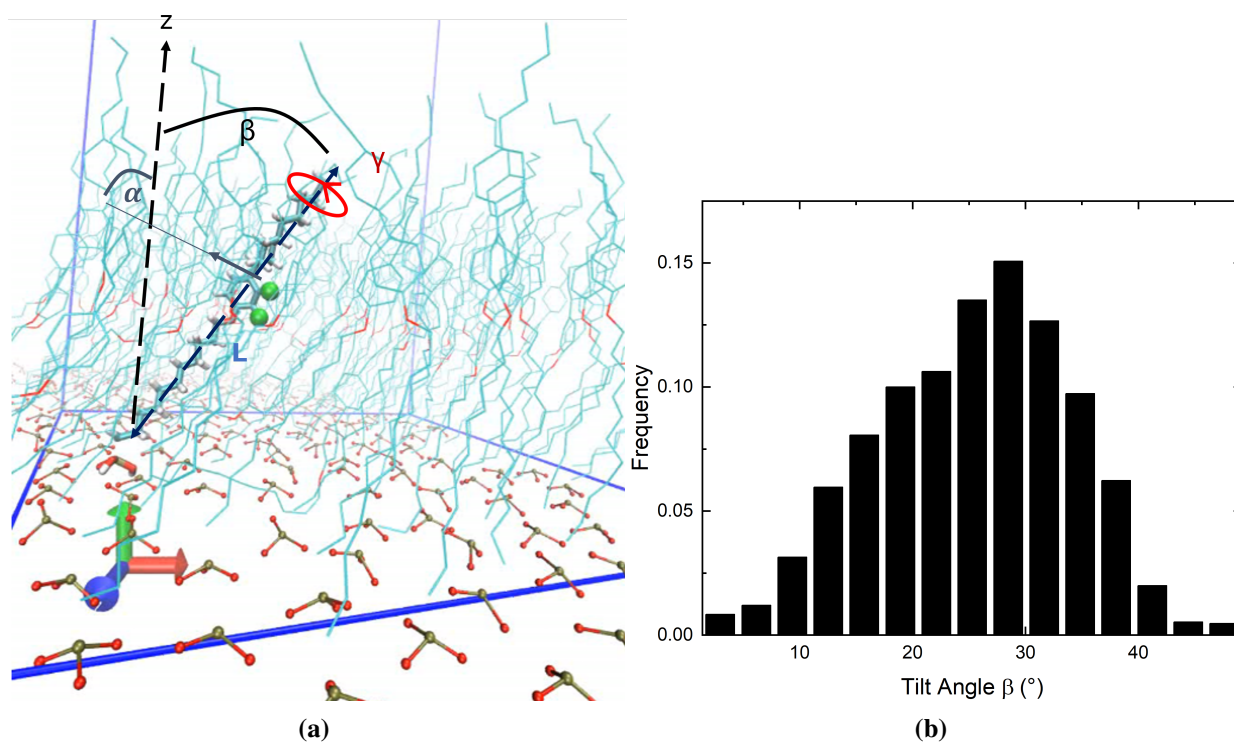 z
β
γ
α
L
(a)
Frequency
0.15
0.10
0.05
0.00
10 20 30 40
Tilt Angle β (°)
(b)